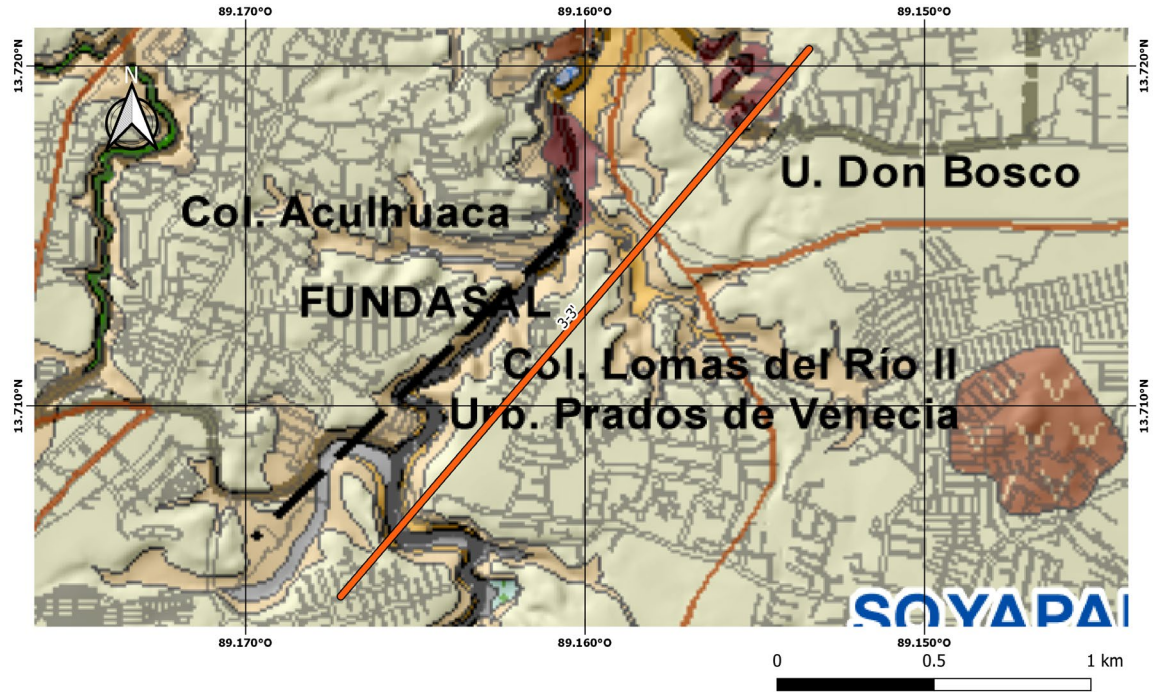 89.170°O 89.160°O 89.150°O
13.720°N 13.720°N
N
U. Don Bosco
Col. Aculhuaca
FUNDASAL
3-3'
Col. Lomas del Río II
13.710°N 13.710°N
Urb. Prados de Venecia
SOYAPA
89.170°O 89.160°O 89.150°O
0 0.5 1 km